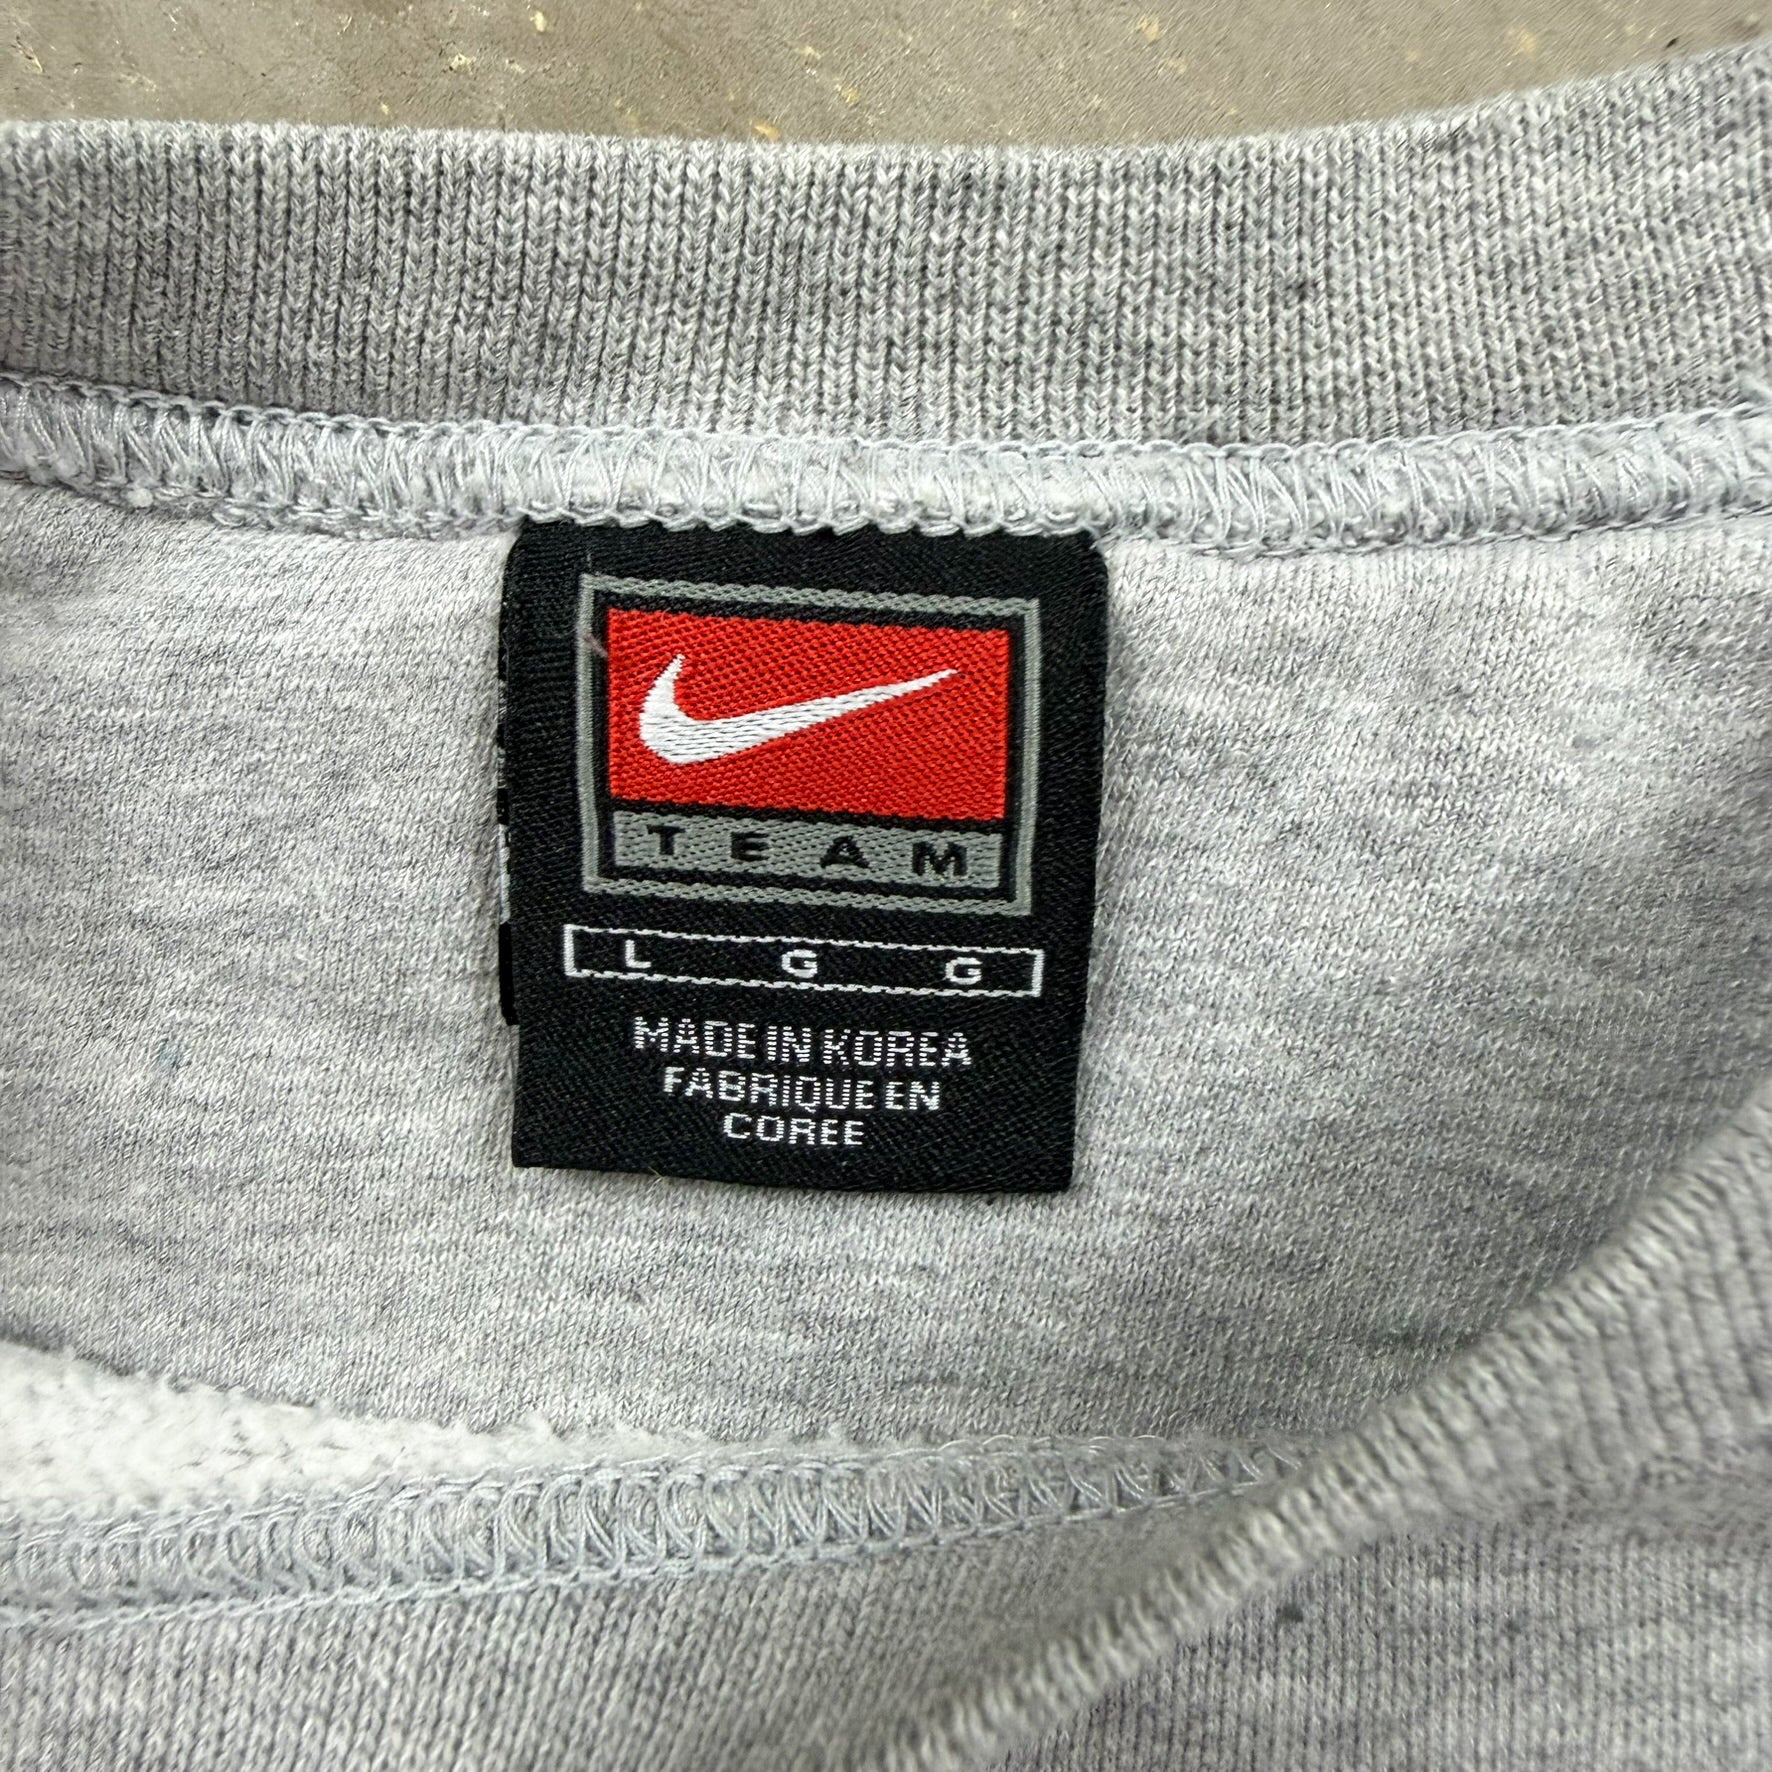 TEAM
L G G
MADE IN KOREA
FABRIQUE EN
COREE